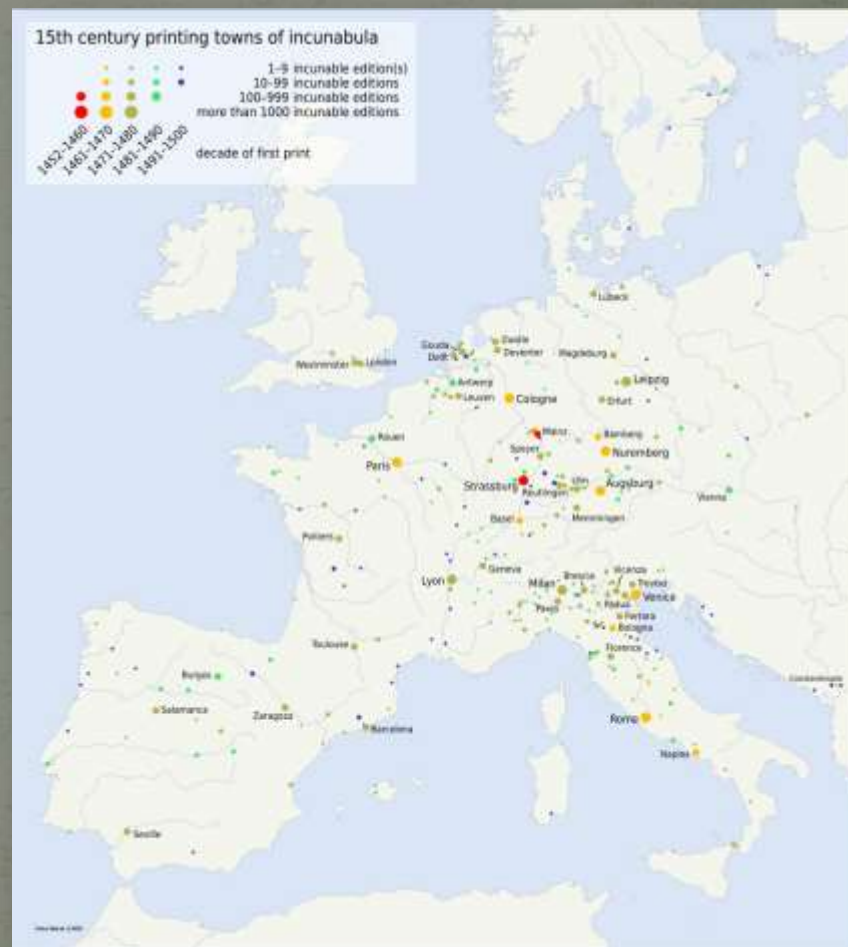 15th century printing towns of incunabula
1–9 incunable edition(s)
10–99 incunable editions
100–999 incunable editions
more than 1000 incunable editions
1452-1460
1461-1470
1471-1480
1481-1490
1491-1500
decade of first print
Lübeck
Gouda
Zwolle
Deventer
Delft
Magdeburg
Westminster
London
Antwerp
Leipzig
Leuven
Cologne
Erfurt
Rouen
Mainz
Bamberg
Speyer
Nuremberg
Paris
Strassburg
Ulm
Augsburg
Reutlingen
Vienna
Basel
Memmingen
Poitiers
Geneva
Vicenza
Lyon
Milan
Brescia
Treviso
Venice
Pavia
Padua
Ferrara
Bologna
Toulouse
Florence
Burgos
Constantinople
Salamanca
Zaragoza
Rome
Barcelona
Naples
Seville